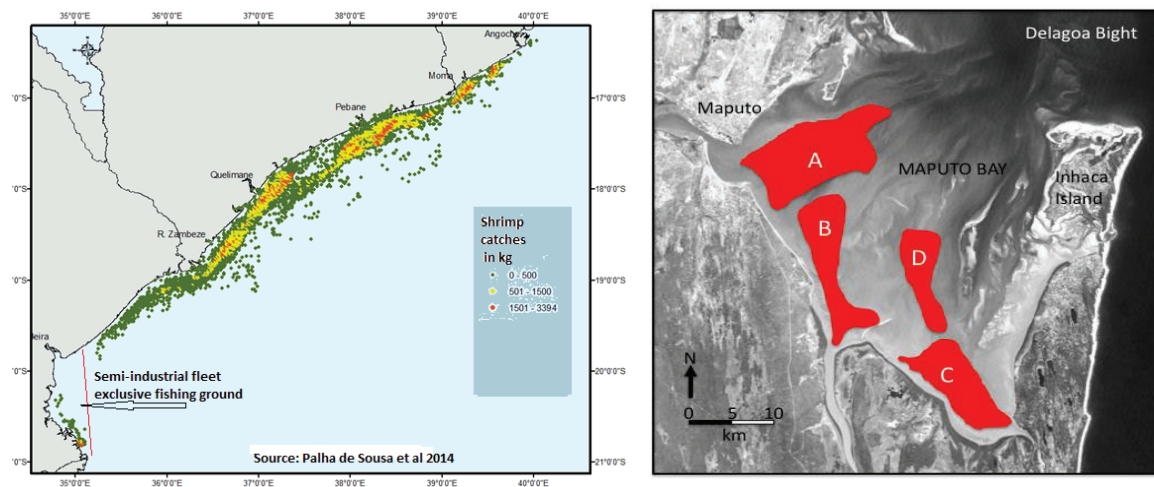 Angoche
Moma
Pebane
Quelimane
R. Zambeze
eira
17°0'0"S
18°0'0"S
19°0'0"S
20°0'0"S
21°0'0"S
35°0'0"E
36°0'0"E
37°0'0"E
38°0'0"E
39°0'0"E
40°0'0"E
Shrimp
catches
in kg
0 - 500
501 - 1500
1501 - 3394
Semi-industrial fleet
exclusive fishing ground
Source: Palha de Sousa et al 2014
Delagoa Bight
Maputo
MAPUTO BAY
Inhaca
Island
A
B
C
D
N
0 5 10
km